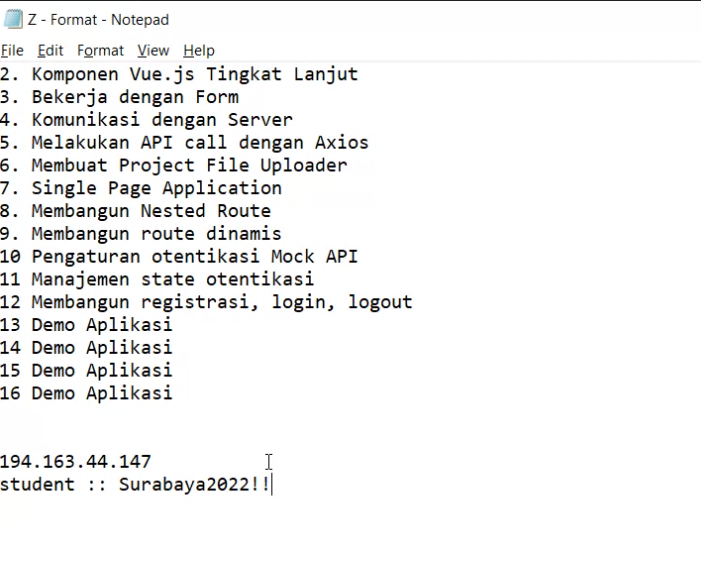 Z - Format - Notepad
File Edit Format View Help
2. Komponen Vue.js Tingkat Lanjut
3. Bekerja dengan Form
4. Komunikasi dengan Server
5. Melakukan API call dengan Axios
6. Membuat Project File Uploader
7. Single Page Application
8. Membangun Nested Route
9. Membangun route dinamis
10 Pengaturan otentikasi Mock API
11 Manajemen state otentikasi
12 Membangun registrasi, login, logout
13 Demo Aplikasi
14 Demo Aplikasi
15 Demo Aplikasi
16 Demo Aplikasi
194.163.44.147
student :: Surabaya2022!!